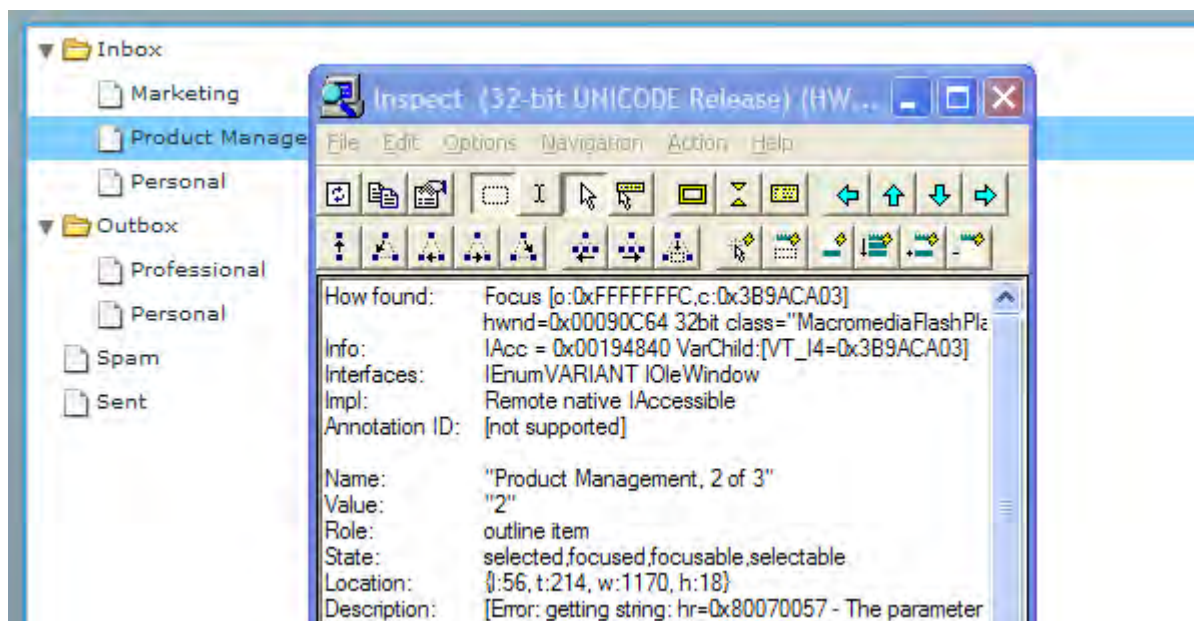 Inbox
Marketing
Product Manage
Personal
Outbox
Professional
Personal
Spam
Sent
Inspect (32-bit UNICODE Release) (HW...
File Edit Options Navigation Action Help
How found: Focus [o:0xFFFFFFFC,c:0x3B9ACA03]
hwnd=0x00090C64 32bit class="MacromediaFlashPla
Info: IAcc = 0x00194840 VarChild:[VT_I4=0x3B9ACA03]
Interfaces: IEnumVARIANT IOleWindow
Impl: Remote native IAccessible
Annotation ID: [not supported]
Name: "Product Management, 2 of 3"
Value: "2"
Role: outline item
State: selected,focused,focusable,selectable
Location: {l:56, t:214, w:1170, h:18}
Description: [Error: getting string: hr=0x80070057 - The parameter